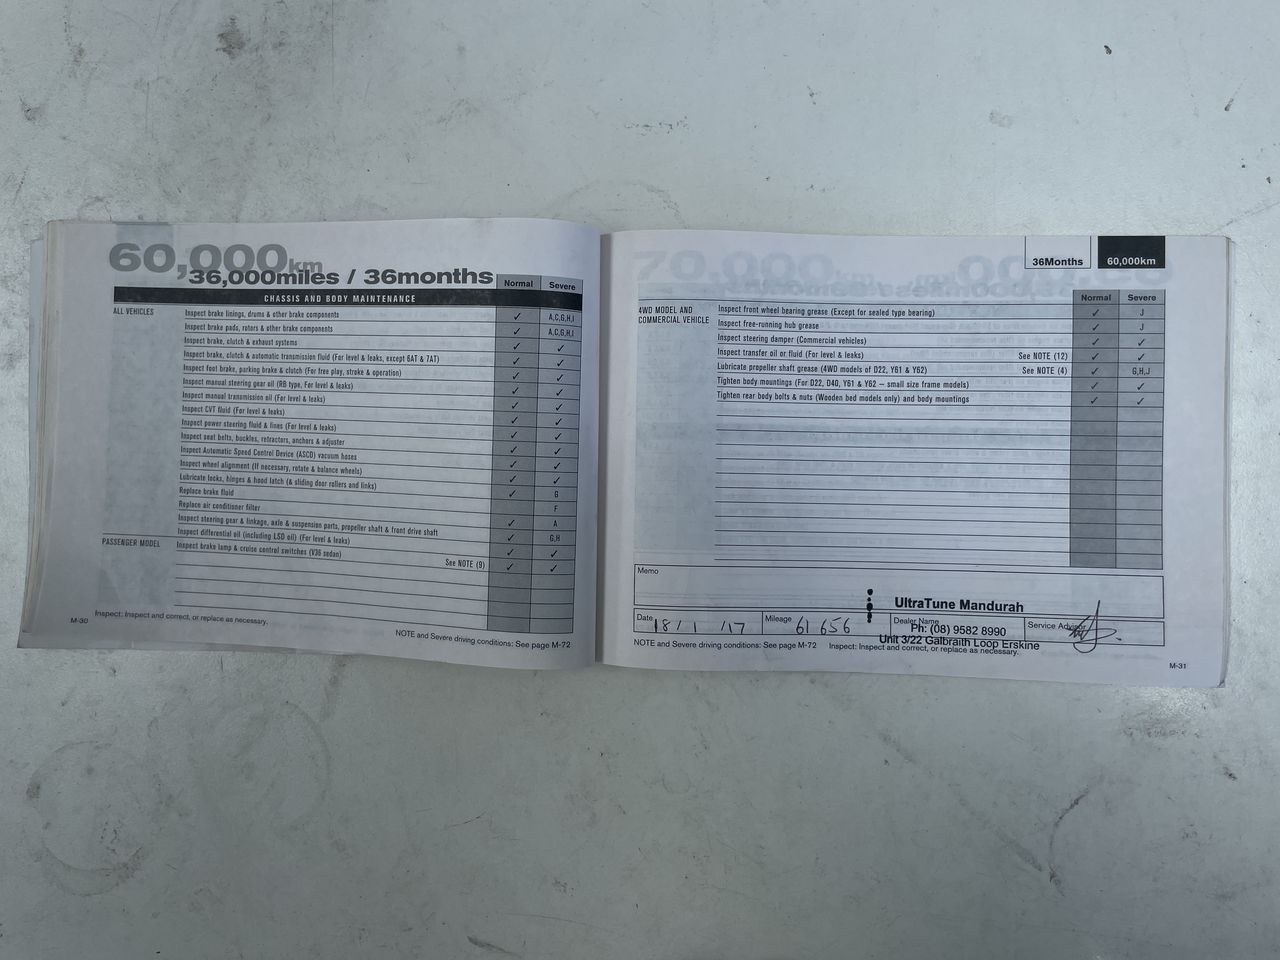 60,000km
36,000miles / 36months
Normal Severe
CHASSIS AND BODY MAINTENANCE
ALL VEHICLES
Inspect brake linings, drums & other brake components ✓ A,C,G,H,I
Inspect brake pads, rotors & other brake components ✓ A,C,G,H,I
Inspect brake, clutch & exhaust systems ✓ ✓
Inspect brake, clutch & automatic transmission fluid (For level & leaks, except 6AT & 7AT) ✓ ✓
Inspect foot brake, parking brake & clutch (For free play, stroke & operation) ✓ ✓
Inspect manual steering gear oil (RB type, For level & leaks) ✓ ✓
Inspect manual transmission oil (For level & leaks) ✓ ✓
Inspect CVT fluid (For level & leaks) ✓ ✓
Inspect power steering fluid & lines (For level & leaks) ✓ ✓
Inspect seat belts, buckles, retractors, anchors & adjuster ✓ ✓
Inspect Automatic Speed Control Device (ASCD) vacuum hoses ✓ ✓
Inspect wheel alignment (If necessary, rotate & balance wheels) ✓ ✓
Lubricate locks, hinges & hood latch (& sliding door rollers and links) ✓ ✓
Replace brake fluid ✓ G
Replace air conditioner filter F
Inspect steering gear & linkage, axle & suspension parts, propeller shaft & front drive shaft ✓ A
Inspect differential oil (including LSD oil) (For level & leaks) ✓ G,H
PASSENGER MODEL
Inspect brake lamp & cruise control switches (V36 sedan) ✓ ✓
See NOTE (9) ✓ ✓
Inspect: Inspect and correct, or replace as necessary.
M-30
NOTE and Severe driving conditions: See page M-72
36Months 60,000km
Normal Severe
4WD MODEL AND COMMERCIAL VEHICLE
Inspect front wheel bearing grease (Except for sealed type bearing) ✓ J
Inspect free-running hub grease ✓ J
Inspect steering damper (Commercial vehicles) ✓ ✓
Inspect transfer oil or fluid (For level & leaks) See NOTE (12) ✓ ✓
Lubricate propeller shaft grease (4WD models of D22, Y61 & Y62) See NOTE (4) ✓ G,H,J
Tighten body mountings (For D22, D40, Y61 & Y62 – small size frame models) ✓ ✓
Tighten rear body bolts & nuts (Wooden bed models only) and body mountings ✓ ✓
Memo
UltraTune Mandurah
Date 18/1/17 Mileage 61 656 Dealer Name Service Advisor
Ph: (08) 9582 8990
Unit 3/22 Galbraith Loop Erskine
NOTE and Severe driving conditions: See page M-72 Inspect: Inspect and correct, or replace as necessary.
M-31